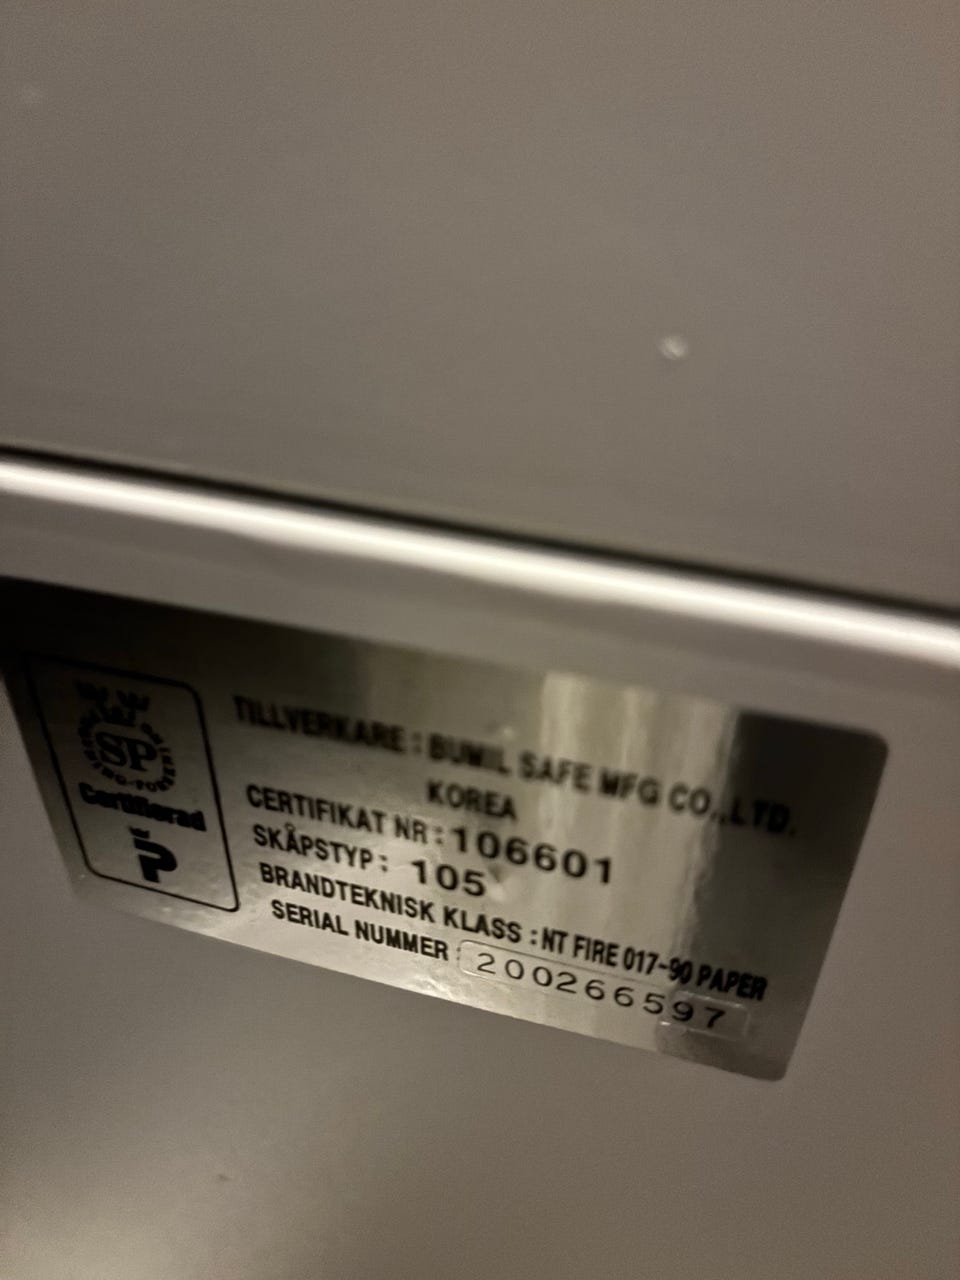 SP
Certifierad
P
TILLVERKARE : BUMIL SAFE MFG CO., LTD.
KOREA
CERTIFIKAT NR : 106601
SKÅPSTYP : 105
BRANDTEKNISK KLASS : NT FIRE 017-90 PAPER
SERIAL NUMMER : 200266597